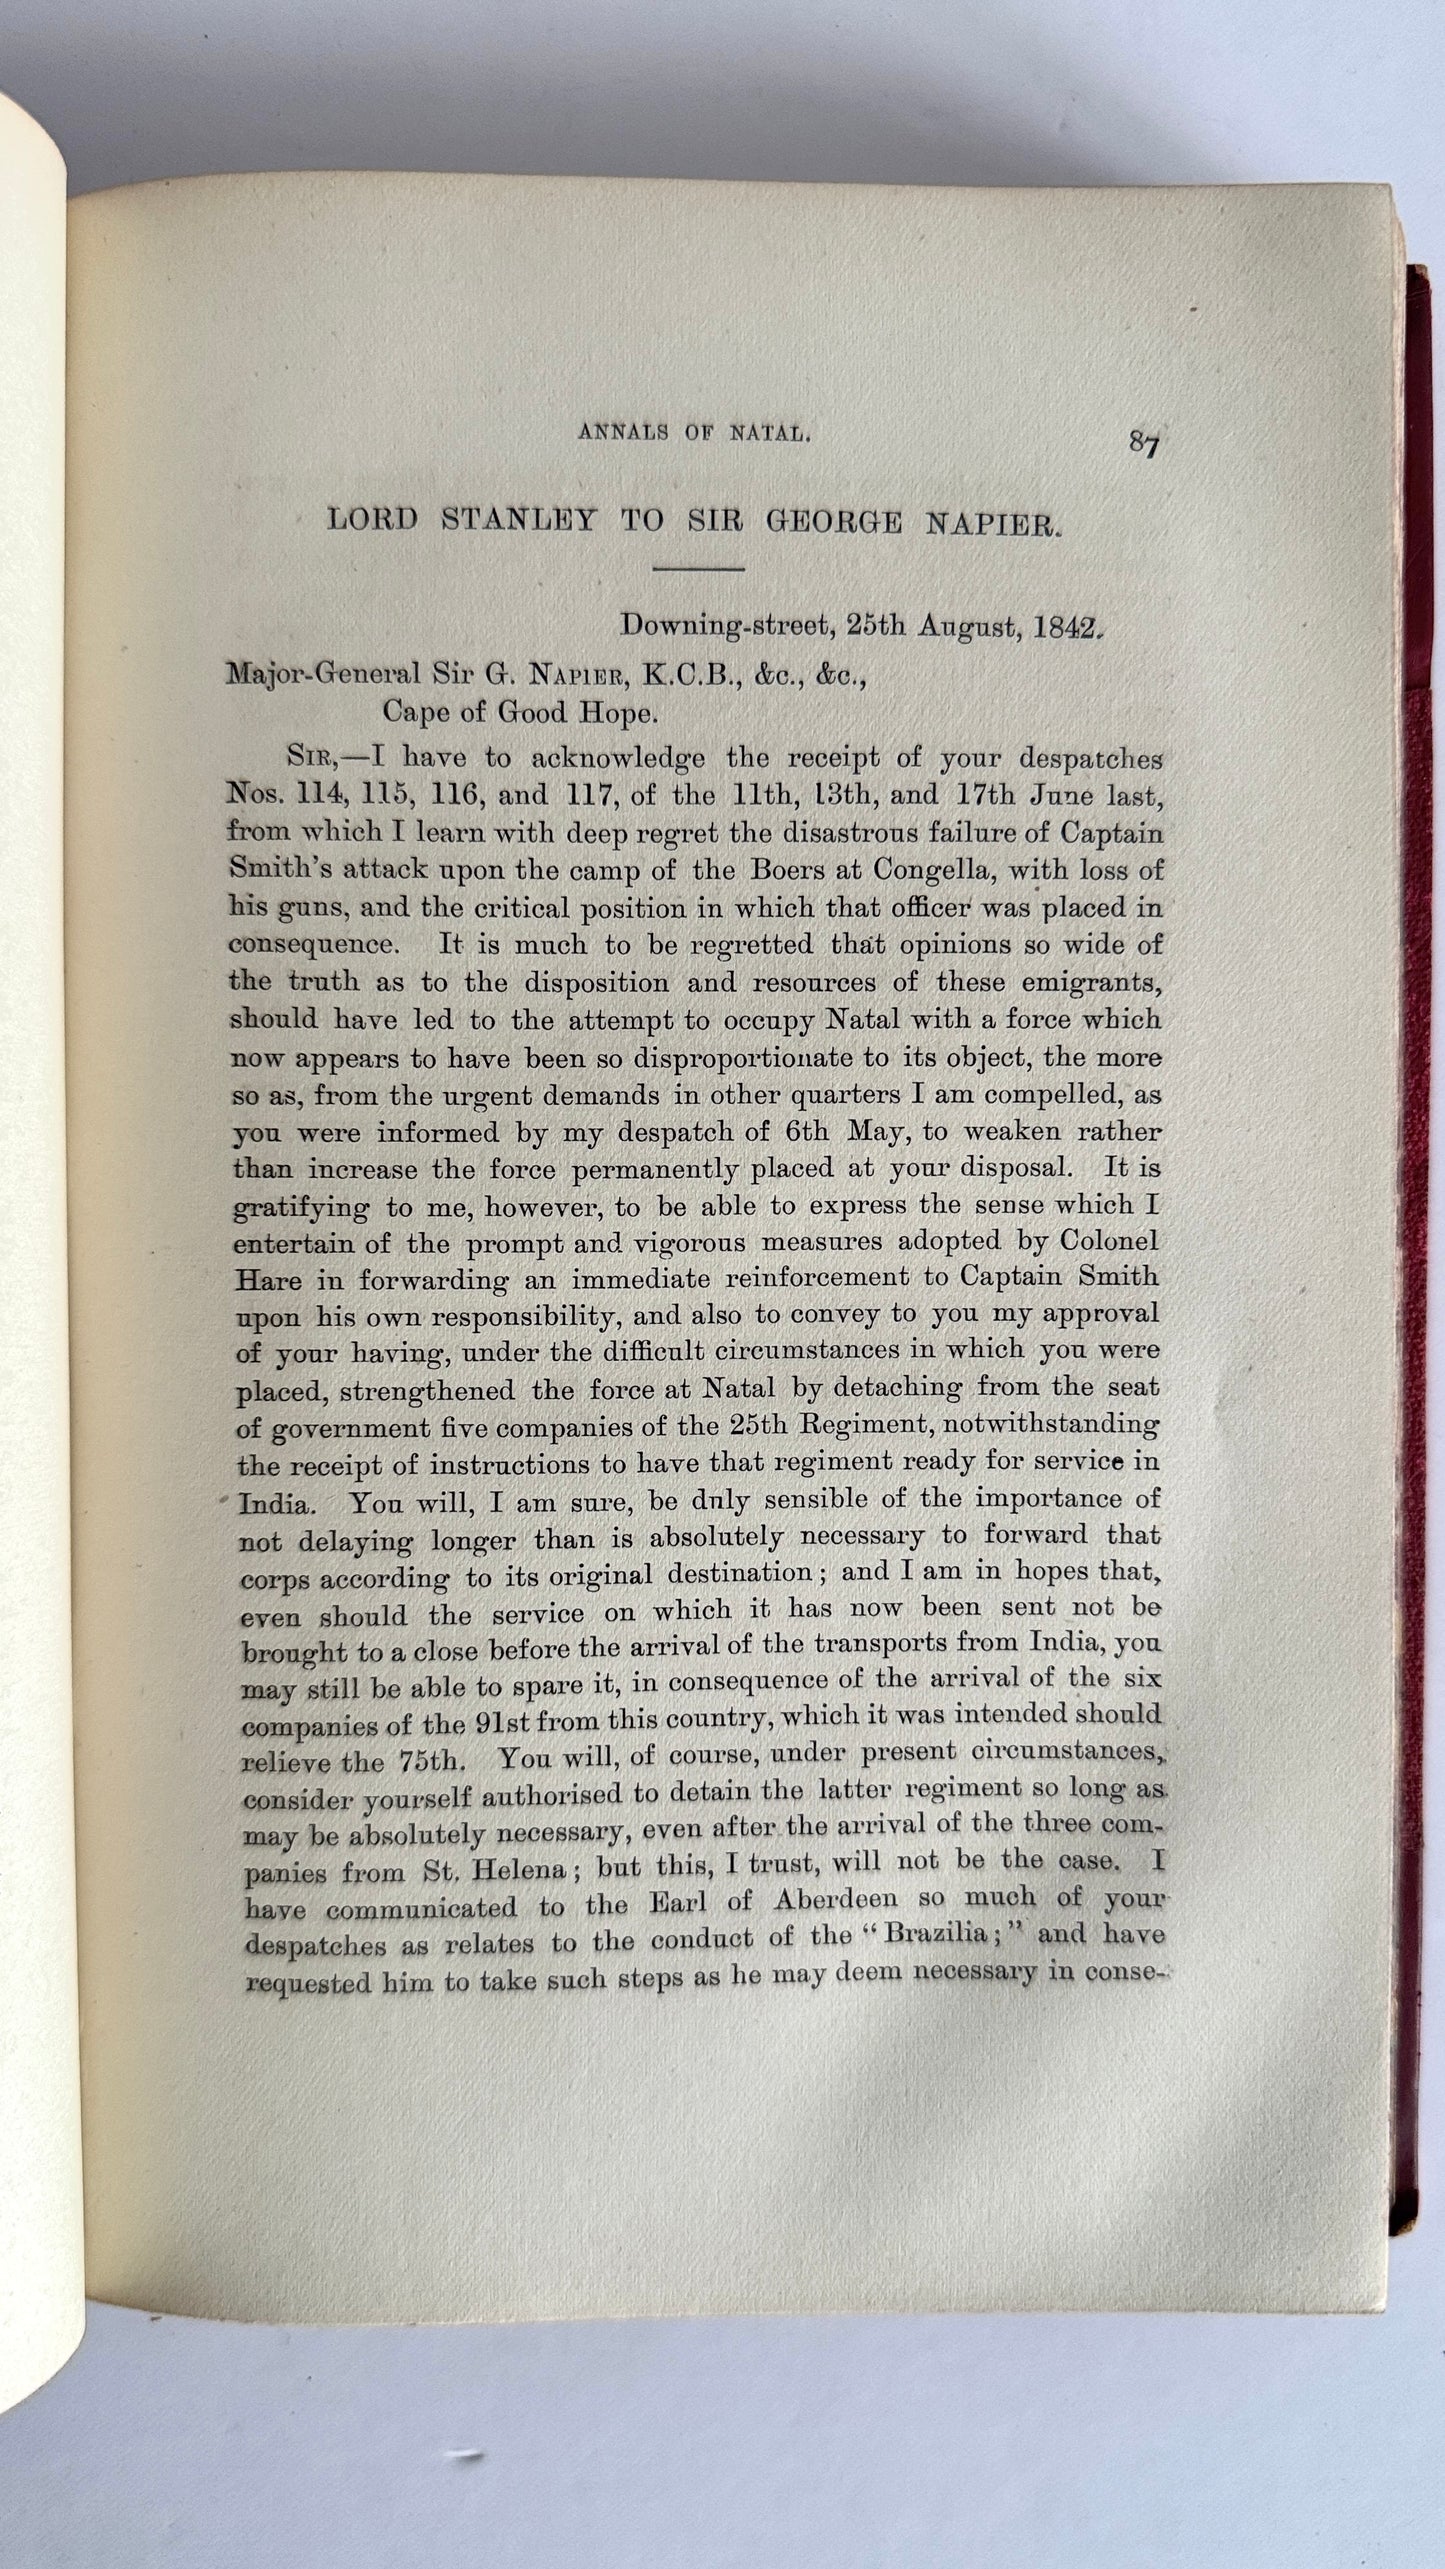 ANNALS OF NATAL. 87
LORD STANLEY TO SIR GEORGE NAPIER.
Downing-street, 25th August, 1842.
Major-General Sir G. NAPIER, K.C.B., &c., &c.,
Cape of Good Hope.
SIR,—I have to acknowledge the receipt of your despatches
Nos. 114, 115, 116, and 117, of the 11th, 13th, and 17th June last,
from which I learn with deep regret the disastrous failure of Captain
Smith's attack upon the camp of the Boers at Congella, with loss of
his guns, and the critical position in which that officer was placed in
consequence. It is much to be regretted that opinions so wide of
the truth as to the disposition and resources of these emigrants,
should have led to the attempt to occupy Natal with a force which
now appears to have been so disproportionate to its object, the more
so as, from the urgent demands in other quarters I am compelled, as
you were informed by my despatch of 6th May, to weaken rather
than increase the force permanently placed at your disposal. It is
gratifying to me, however, to be able to express the sense which I
entertain of the prompt and vigorous measures adopted by Colonel
Hare in forwarding an immediate reinforcement to Captain Smith
upon his own responsibility, and also to convey to you my approval
of your having, under the difficult circumstances in which you were
placed, strengthened the force at Natal by detaching from the seat
of government five companies of the 25th Regiment, notwithstanding
the receipt of instructions to have that regiment ready for service in
India. You will, I am sure, be duly sensible of the importance of
not delaying longer than is absolutely necessary to forward that
corps according to its original destination; and I am in hopes that,
even should the service on which it has now been sent not be
brought to a close before the arrival of the transports from India, you
may still be able to spare it, in consequence of the arrival of the six
companies of the 91st from this country, which it was intended should
relieve the 75th. You will, of course, under present circumstances,
consider yourself authorised to detain the latter regiment so long as
may be absolutely necessary, even after the arrival of the three com-
panies from St. Helena; but this, I trust, will not be the case. I
have communicated to the Earl of Aberdeen so much of your
despatches as relates to the conduct of the "Brazilia;" and have
requested him to take such steps as he may deem necessary in conse-